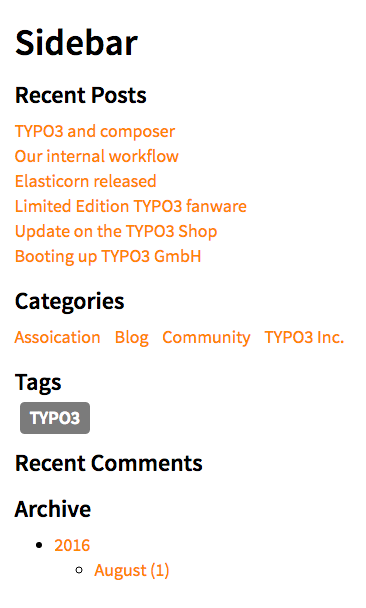 Sidebar
Recent Posts
TYPO3 and composer
Our internal workflow
Elasticorn released
Limited Edition TYPO3 fanware
Update on the TYPO3 Shop
Booting up TYPO3 GmbH
Categories
Assoication Blog Community TYPO3 Inc.
Tags
TYPO3
Recent Comments
Archive
2016
August (1)